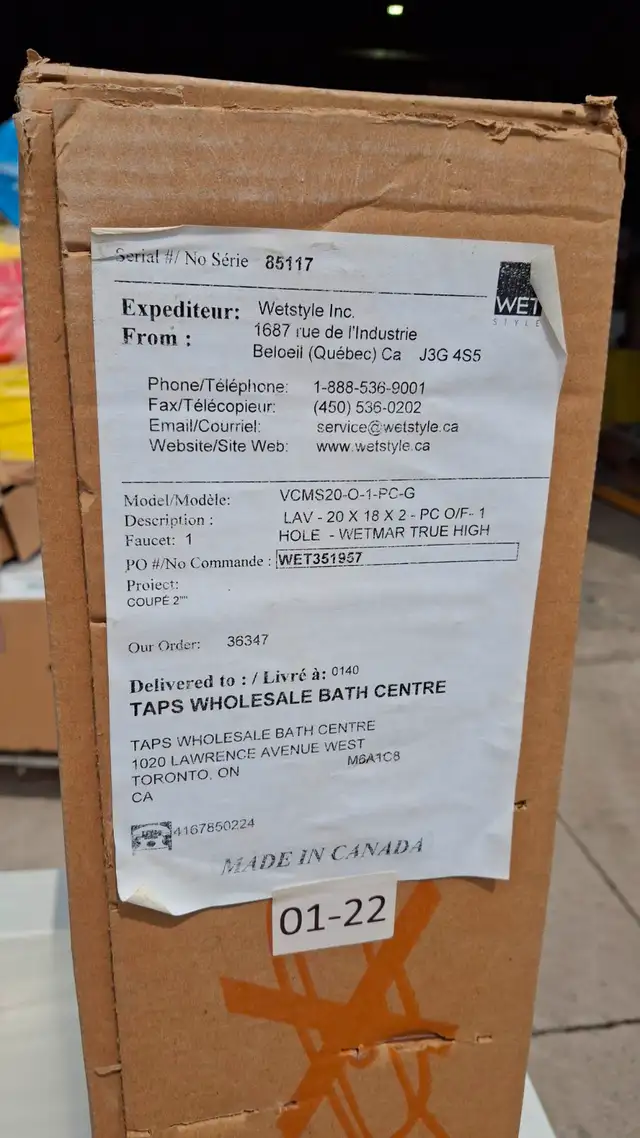 Serial #/ No Série 85117
WET
STYLE
Expediteur: Wetstyle Inc.
From : 1687 rue de l'Industrie
Beloeil (Québec) Ca J3G 4S5
Phone/Téléphone: 1-888-536-9001
Fax/Télécopieur: (450) 536-0202
Email/Courriel: service@wetstyle.ca
Website/Site Web: www.wetstyle.ca
Model/Modèle: VCMS20-O-1-PC-G
Description : LAV - 20 X 18 X 2 - PC O/F- 1
Faucet: 1 HOLE - WETMAR TRUE HIGH
PO #/No Commande : WET351957
Project:
COUPÉ 2""
Our Order: 36347
Delivered to : / Livré à: 0140
TAPS WHOLESALE BATH CENTRE
TAPS WHOLESALE BATH CENTRE
1020 LAWRENCE AVENUE WEST
TORONTO, ON M6A1C8
CA
4167850224
MADE IN CANADA
01-22